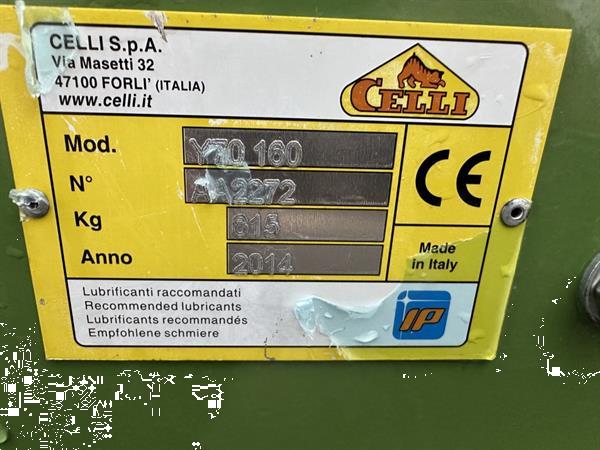 CELLI S.p.A.
Via Masetti 32
47100 FORLI' (ITALIA)
www.celli.it
CELLI
Mod. Y70 160
N° AA2272
Kg 615
Anno 2014
CE
Made
in Italy
Lubrificanti raccomandati
Recommended lubricants
Lubrifiants recommandés
Empfohlene schmiere
IP